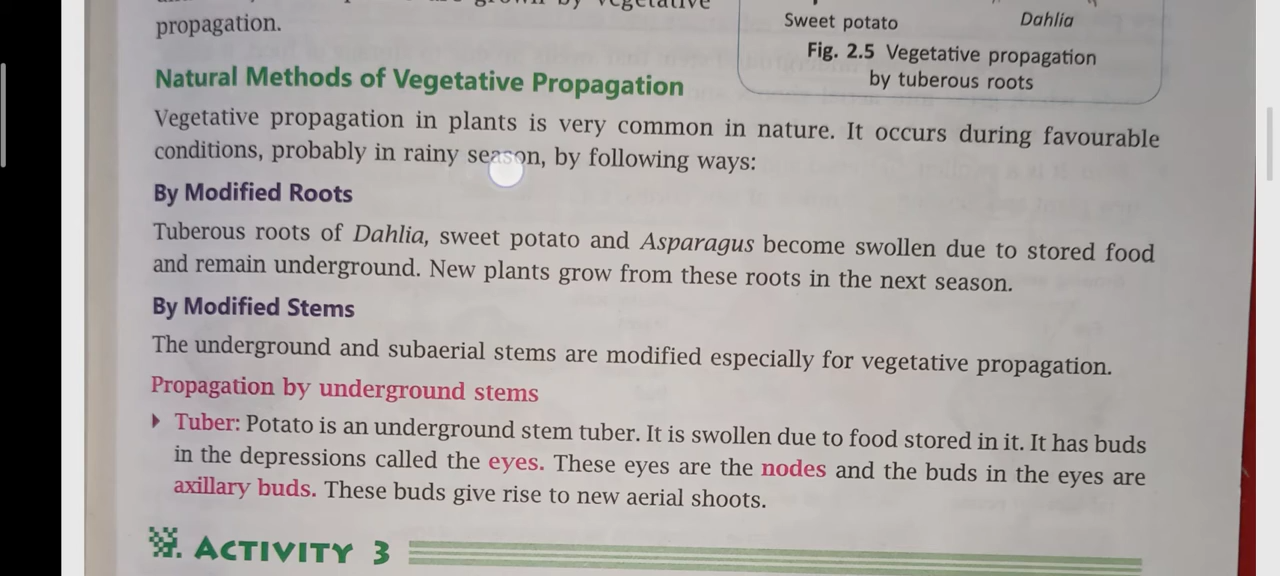 by vegetative
propagation.
Sweet potato
Dahlia
Fig. 2.5 Vegetative propagation
by tuberous roots
Natural Methods of Vegetative Propagation
Vegetative propagation in plants is very common in nature. It occurs during favourable
conditions, probably in rainy season, by following ways:
By Modified Roots
Tuberous roots of Dahlia, sweet potato and Asparagus become swollen due to stored food
and remain underground. New plants grow from these roots in the next season.
By Modified Stems
The underground and subaerial stems are modified especially for vegetative propagation.
Propagation by underground stems
Tuber: Potato is an underground stem tuber. It is swollen due to food stored in it. It has buds
in the depressions called the eyes. These eyes are the nodes and the buds in the eyes are
axillary buds. These buds give rise to new aerial shoots.
ACTIVITY 3